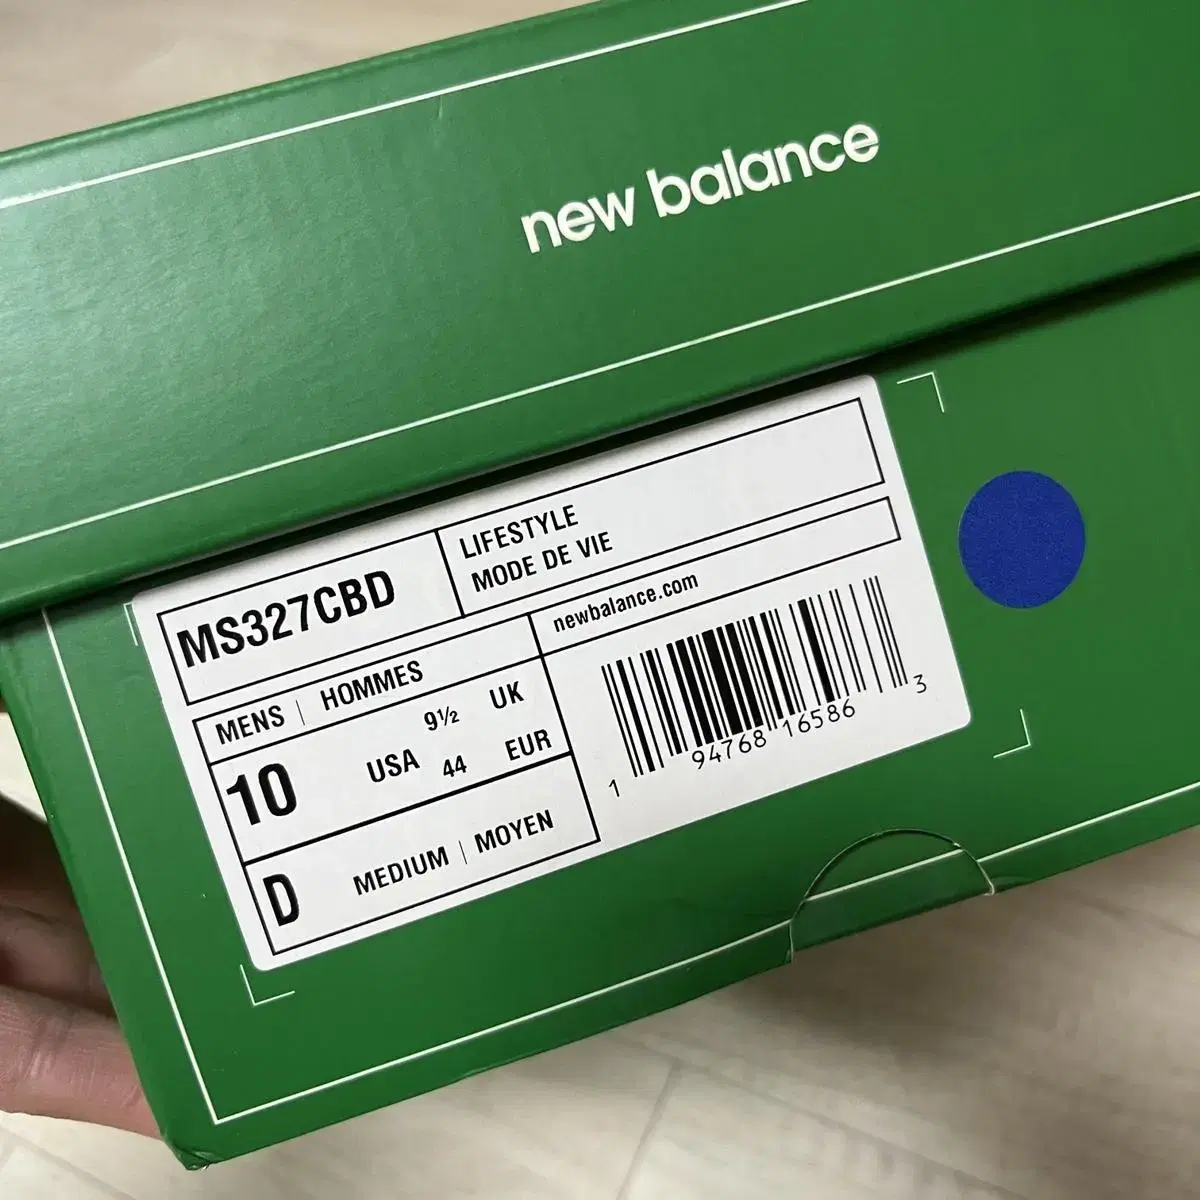 new balance
MS327CBD
LIFESTYLE
MODE DE VIE
MENS | HOMMES
newbalance.com
10 USA
9½ UK
44 EUR
D MEDIUM | MOYEN
1 94768 16586 3